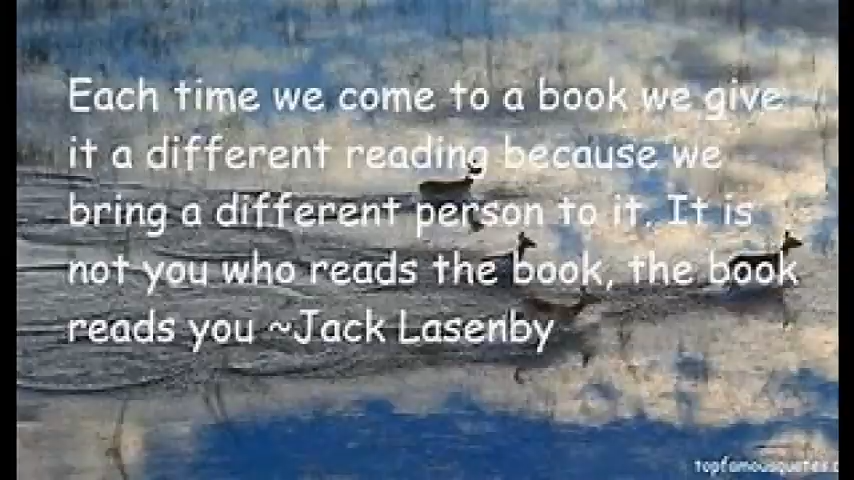 Each time we come to a book we give
it a different reading because we
bring a different person to it. It is
not you who reads the book, the book
reads you ~Jack Lasenby
topfamousquotes.c